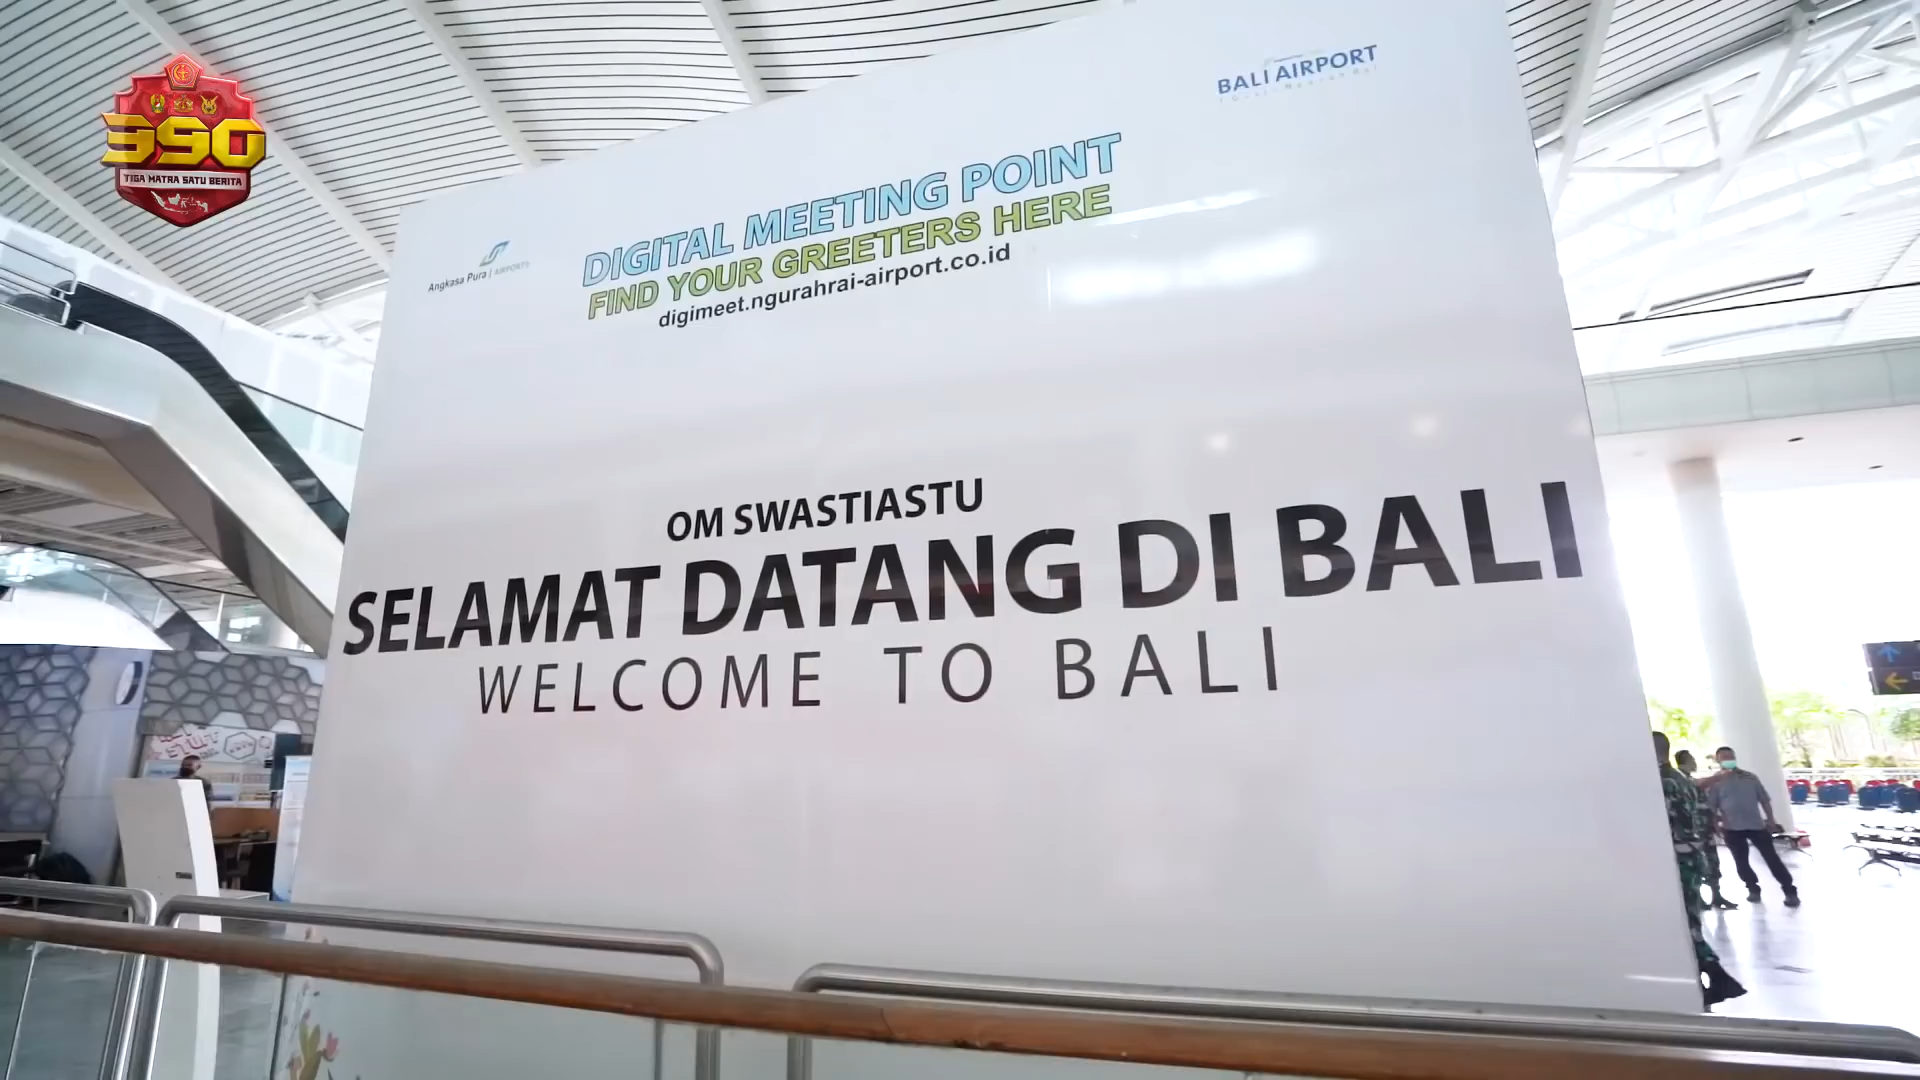 BALI AIRPORT
DIGITAL MEETING POINT
FIND YOUR GREETERS HERE
digimeet.ngurahrai-airport.co.id
Angkasa Pura | AIRPORTS
OM SWASTIASTU
SELAMAT DATANG DI BALI
WELCOME TO BALI
TIGA MATRA SATU BERITA